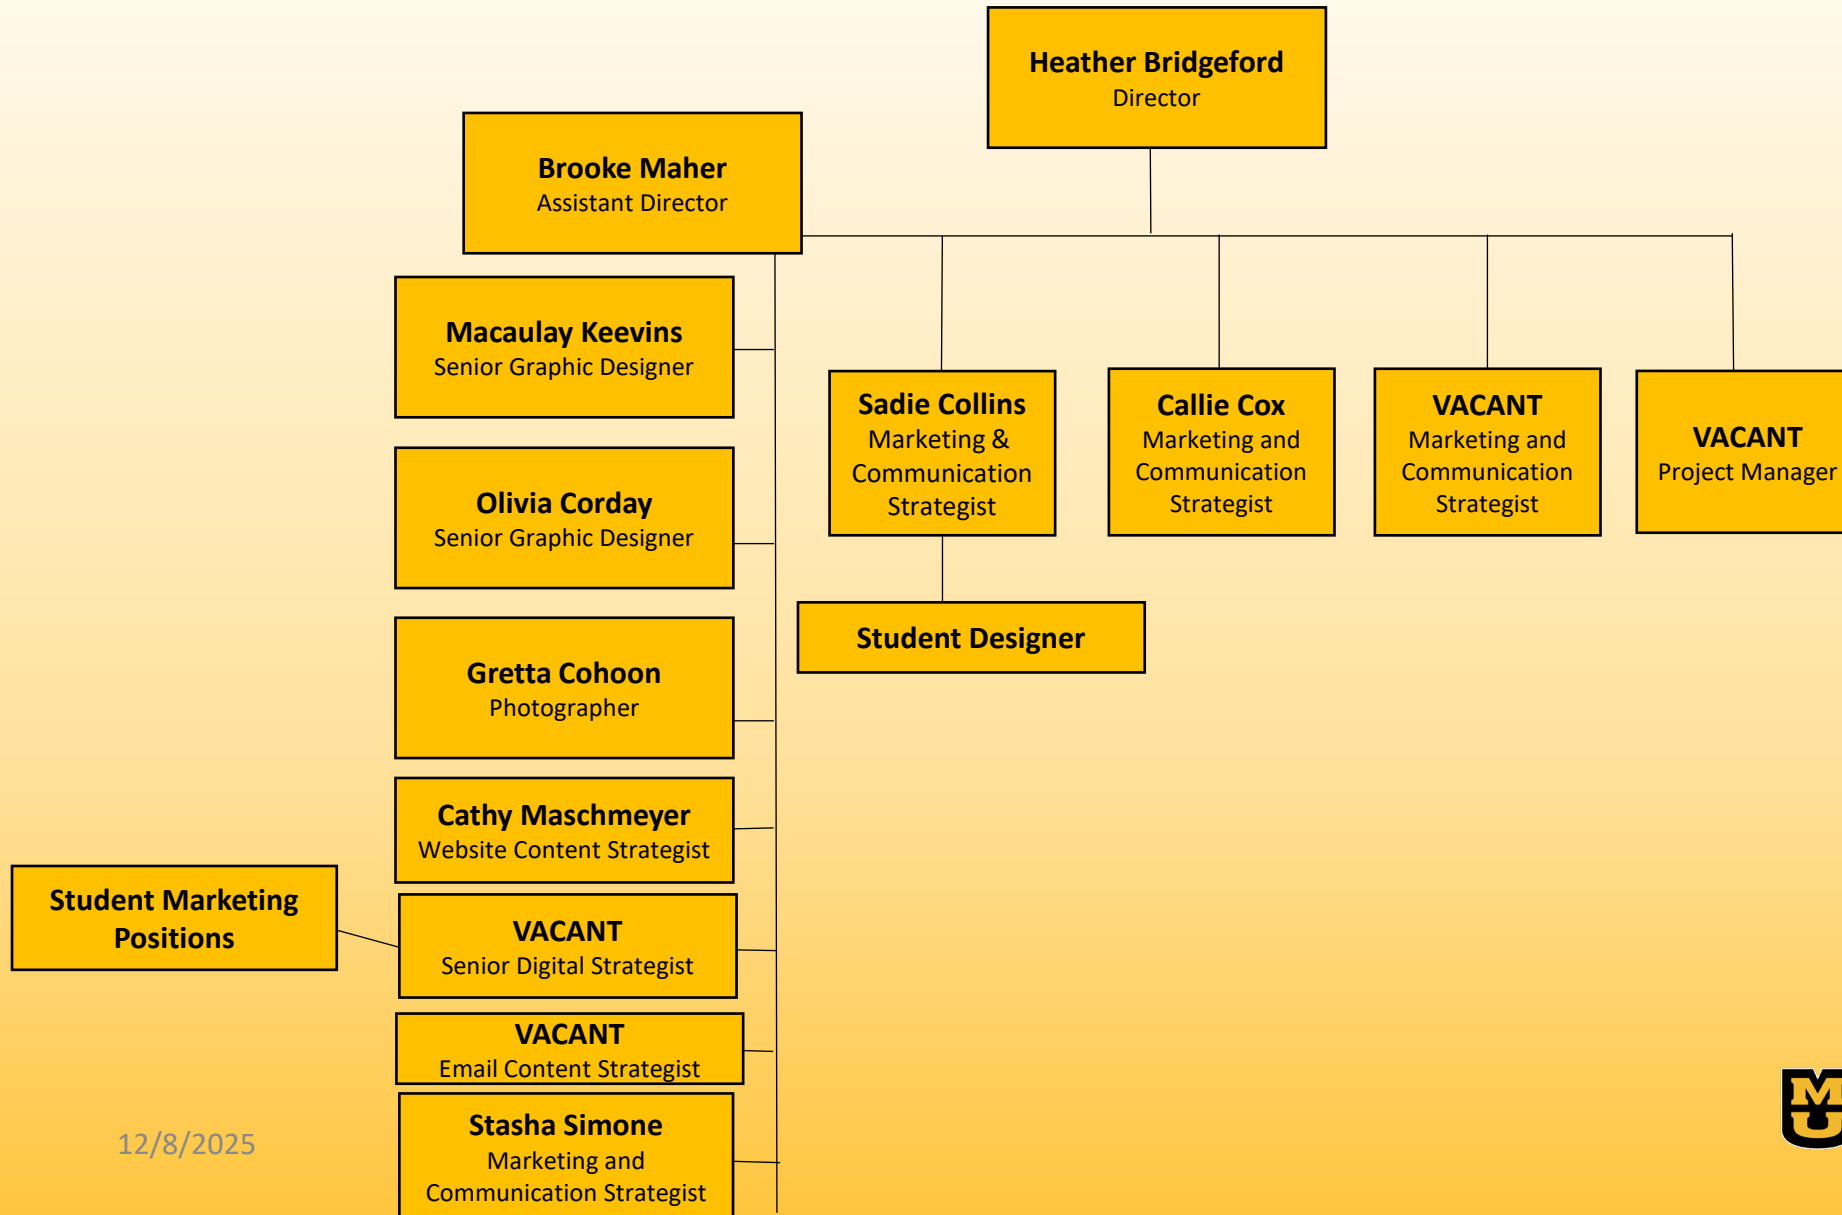 Heather Bridgeford
Director
Brooke Maher
Assistant Director
Macaulay Keevins
Senior Graphic Designer
Olivia Corday
Senior Graphic Designer
Gretta Cohoon
Photographer
Cathy Maschmeyer
Website Content Strategist
Student Marketing
Positions
VACANT
Senior Digital Strategist
VACANT
Email Content Strategist
Stasha Simone
Marketing and
Communication Strategist
Sadie Collins
Marketing &
Communication
Strategist
Student Designer
Callie Cox
Marketing and
Communication
Strategist
VACANT
Marketing and
Communication
Strategist
VACANT
Project Manager
12/8/2025
MU